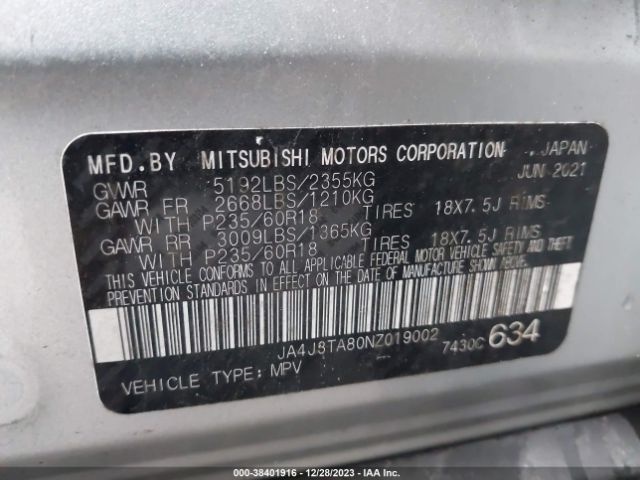 MFD.BY MITSUBISHI MOTORS CORPORATION JAPAN
GVWR 5192LBS/2355KG JUN 2021
GAWR FR 2668LBS/1210KG
WITH P235/60R18 TIRES 18X7.5J RIMS
GAWR RR 3009LBS/1365KG
WITH P235/60R18 TIRES 18X7.5J RIMS
THIS VEHICLE CONFORMS TO ALL APPLICABLE FEDERAL MOTOR VEHICLE SAFETY AND THEFT
PREVENTION STANDARDS IN EFFECT ON THE DATE OF MANUFACTURE SHOWN ABOVE.
JA4J3TA80NZ019002 7430C 634
VEHICLE TYPE: MPV
000-38401916 - 12/28/2023 - IAAI.com